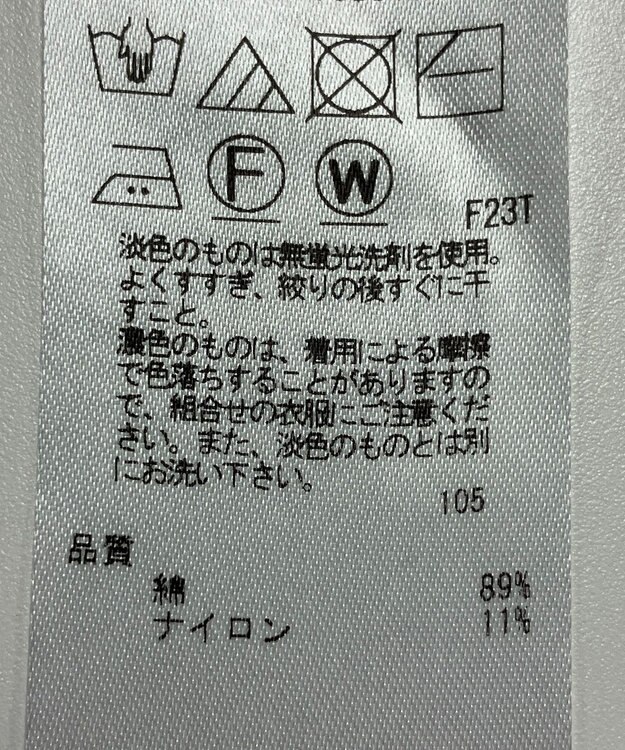 F
W
F23T
淡色のものは無蛍光洗剤を使用。
よくすすぎ、絞りの後すぐに干
すこと。
濃色のものは、着用による摩擦
で色落ちすることがありますの
で、組合せの衣服にご注意くだ
さい。また、淡色のものとは別
にお洗い下さい。
105
品質
綿 89%
ナイロン 11%